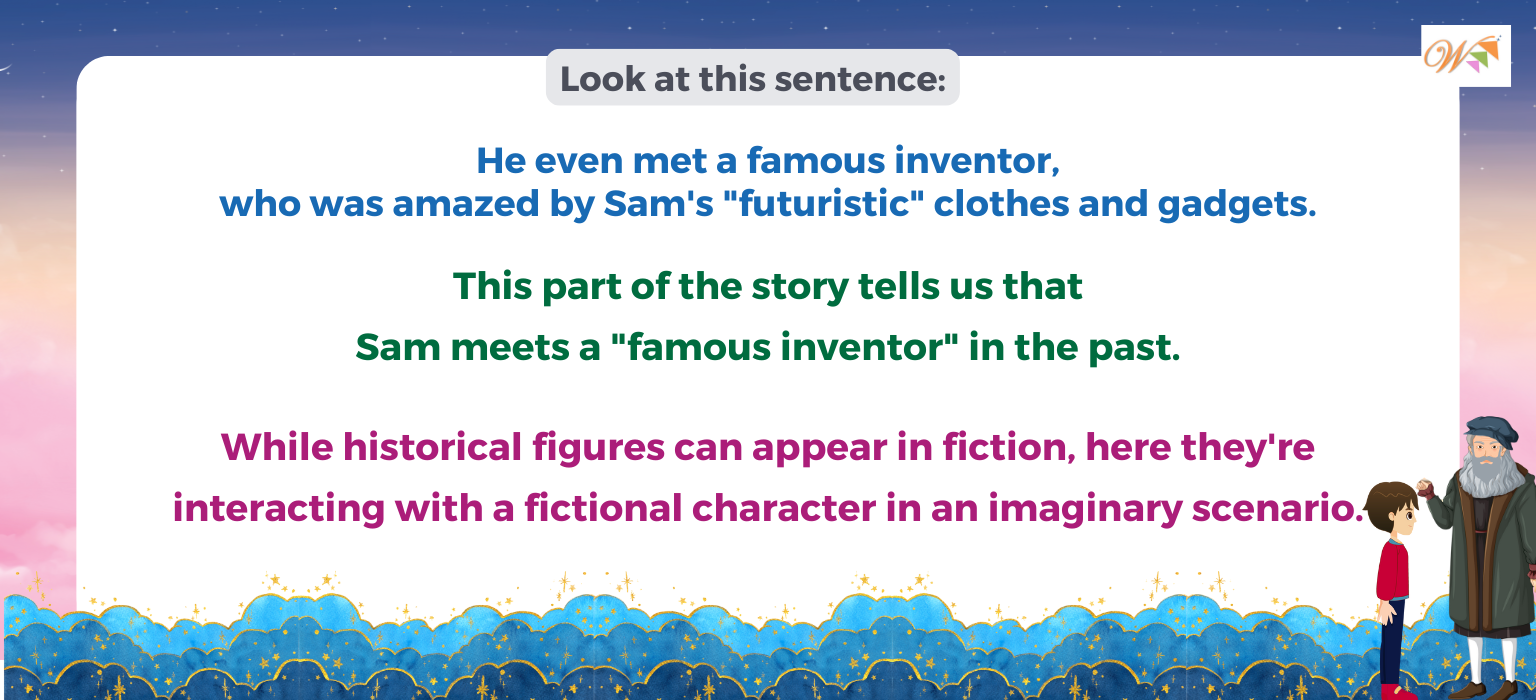 Look at this sentence:
He even met a famous inventor,
who was amazed by Sam's "futuristic" clothes and gadgets.
This part of the story tells us that
Sam meets a "famous inventor" in the past.
While historical figures can appear in fiction, here they're
interacting with a fictional character in an imaginary scenario.
W